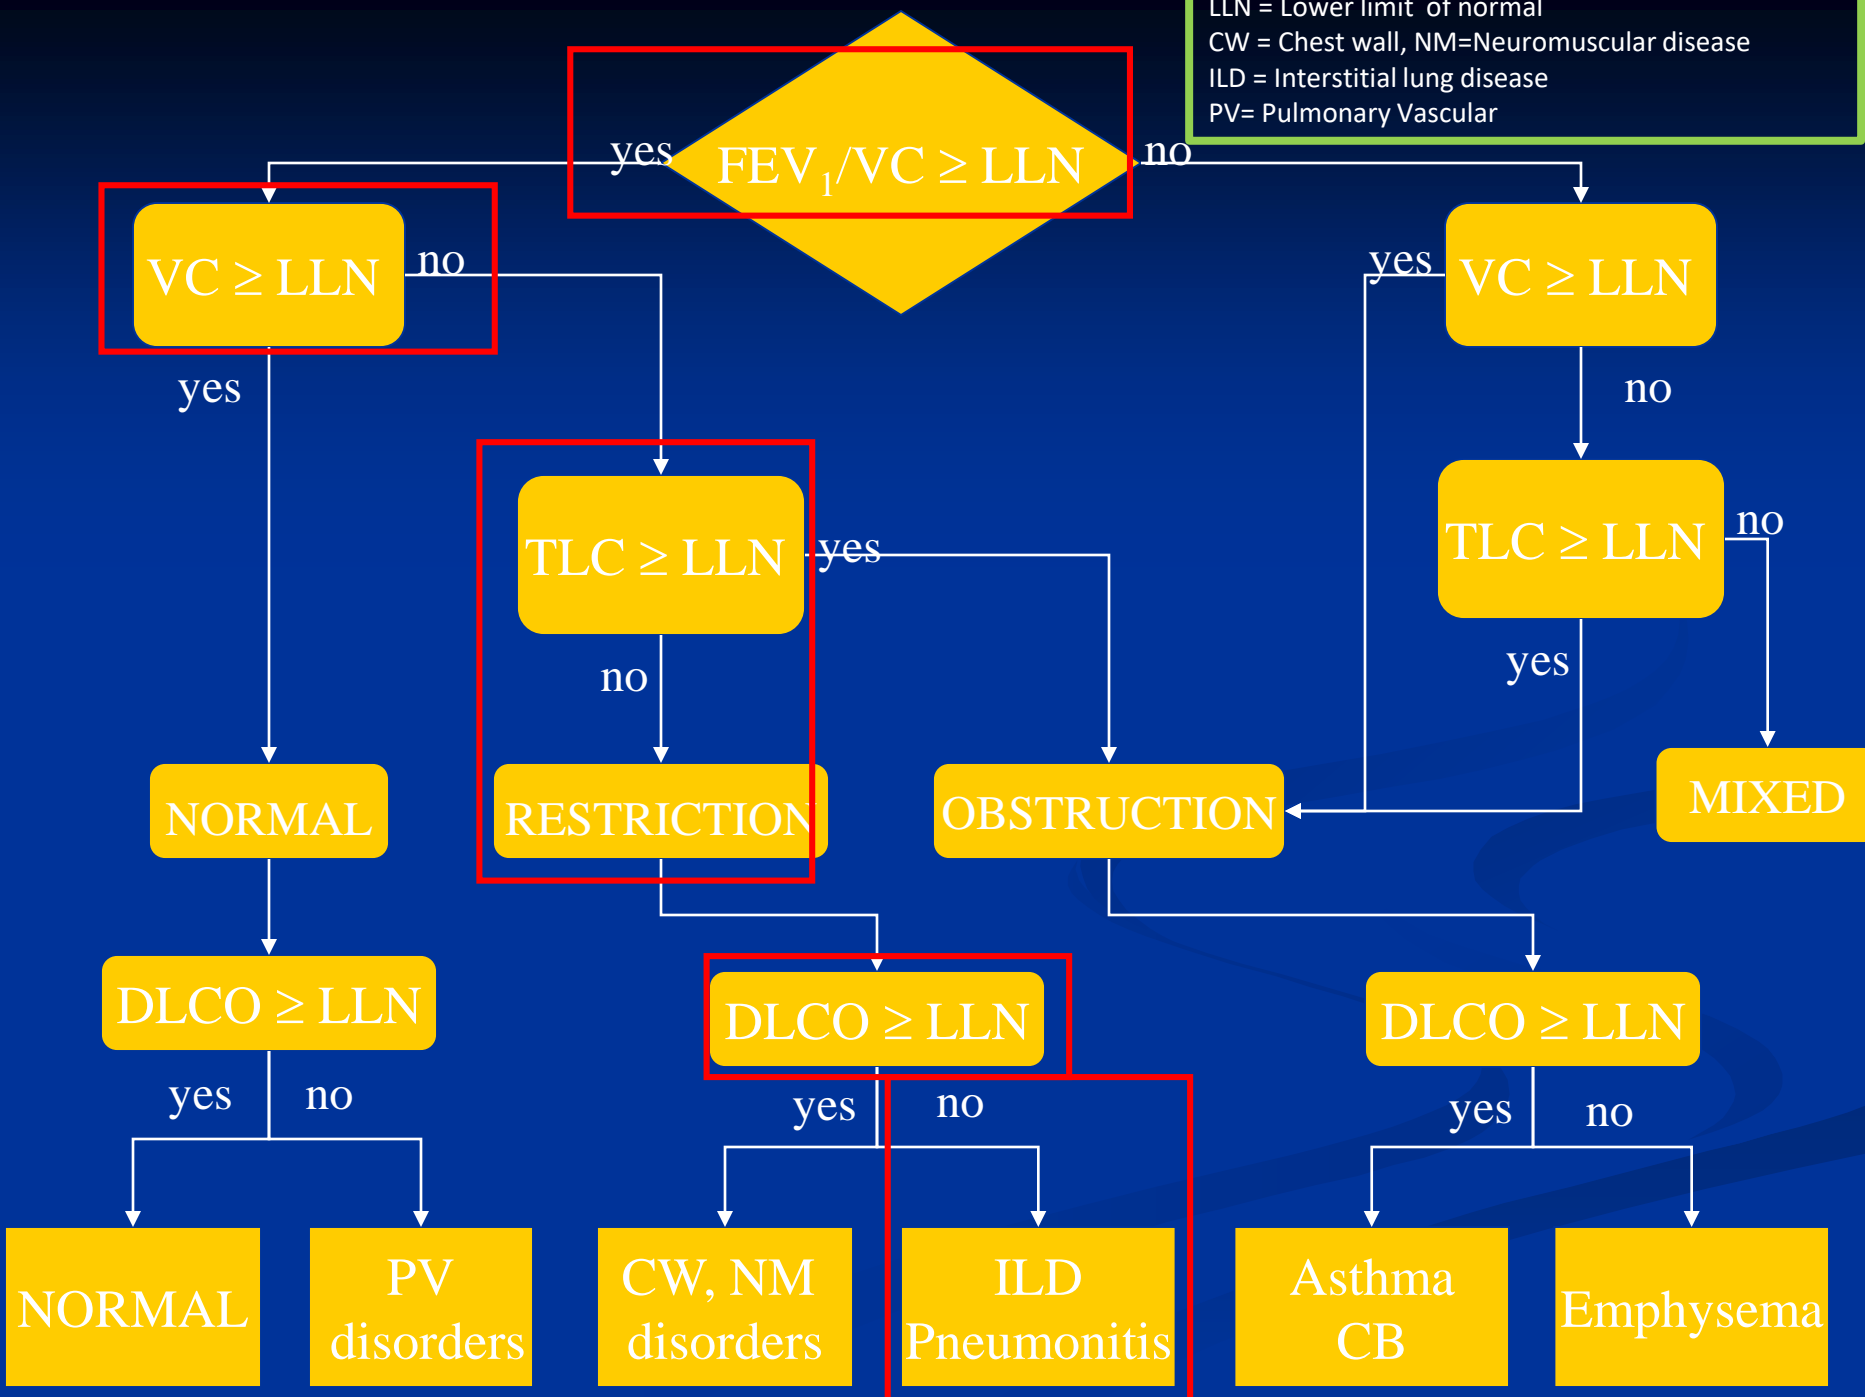 LLN = Lower limit of normal
CW = Chest wall, NM=Neuromuscular disease
ILD = Interstitial lung disease
PV= Pulmonary Vascular
yes
FEV₁/VC ≥ LLN
no
VC ≥ LLN
no
yes
VC ≥ LLN
yes
no
TLC ≥ LLN
yes
TLC ≥ LLN
no
no
yes
NORMAL
RESTRICTION
OBSTRUCTION
MIXED
DLCO ≥ LLN
DLCO ≥ LLN
DLCO ≥ LLN
yes
no
yes
no
yes
no
NORMAL
PV
disorders
CW, NM
disorders
ILD
Pneumonitis
Asthma
CB
Emphysema